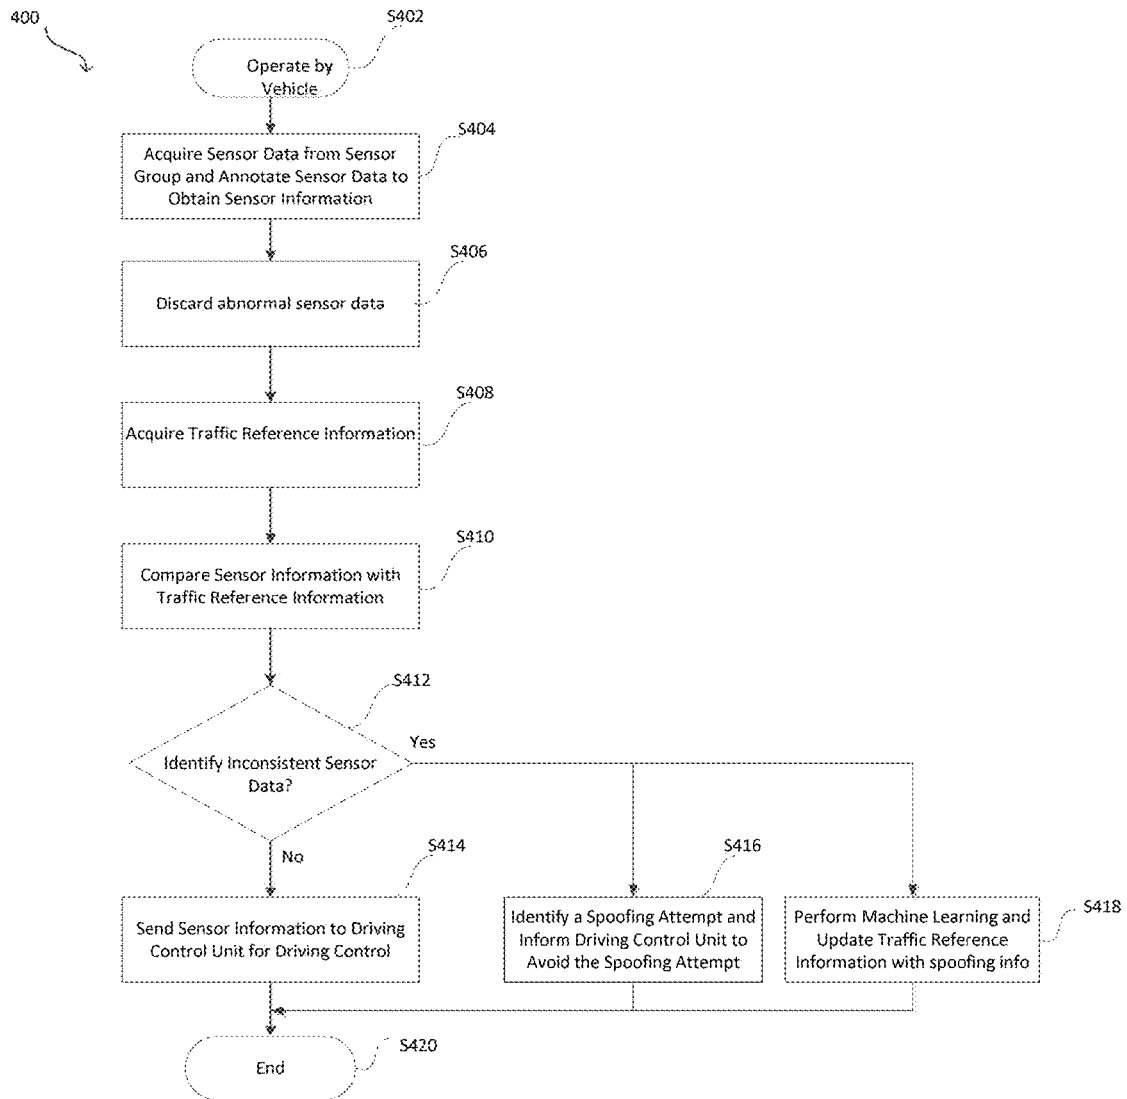 400
S402
Operate by
Vehicle
S404
Acquire Sensor Data from Sensor
Group and Annotate Sensor Data to
Obtain Sensor Information
S406
Discard abnormal sensor data
S408
Acquire Traffic Reference Information
S410
Compare Sensor Information with
Traffic Reference Information
S412
Yes
Identify Inconsistent Sensor
Data?
No
S414
Send Sensor Information to Driving
Control Unit for Driving Control
S416
Identify a Spoofing Attempt and
Inform Driving Control Unit to
Avoid the Spoofing Attempt
S418
Perform Machine Learning and
Update Traffic Reference
Information with spoofing info
S420
End